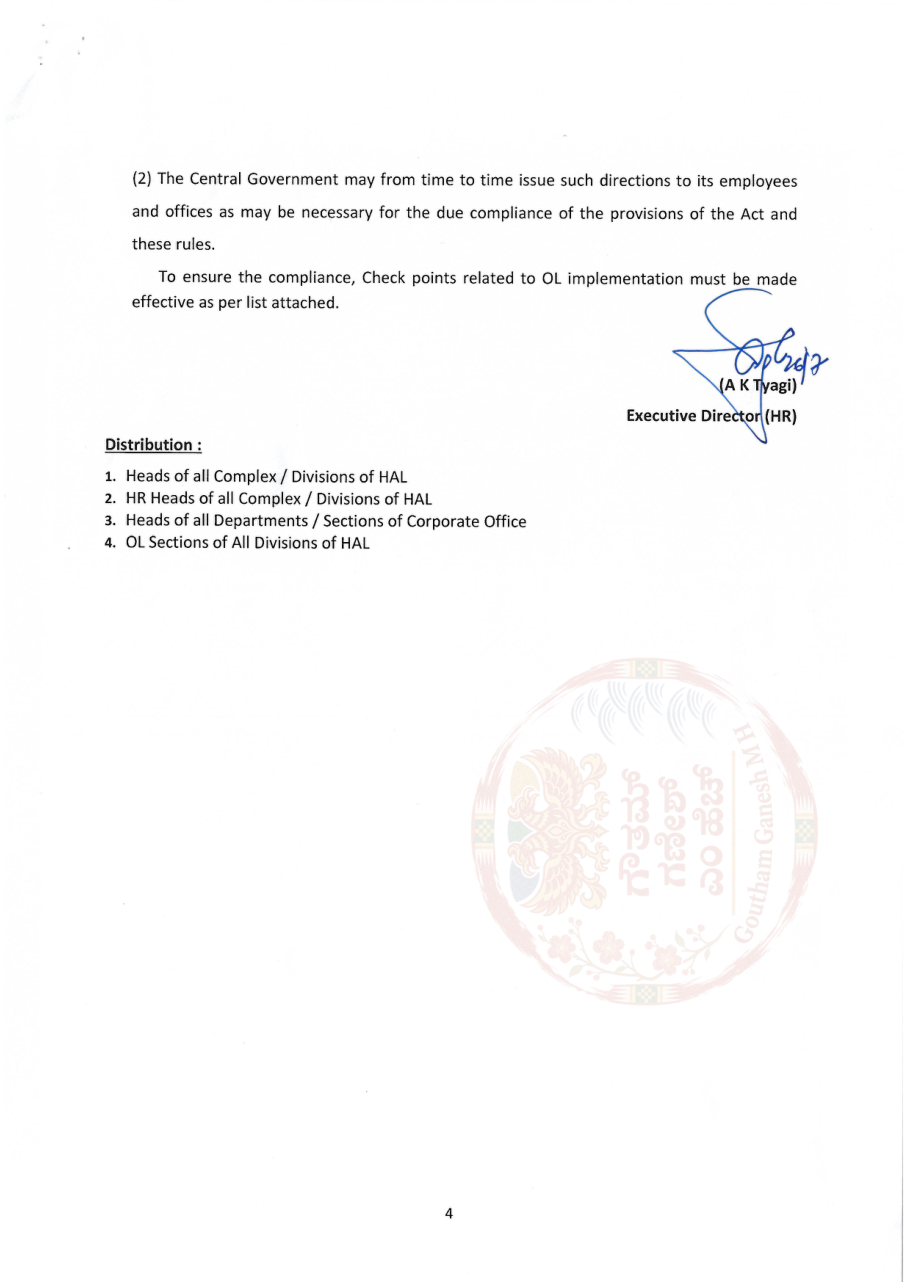 (2) The Central Government may from time to time issue such directions to its employees
and offices as may be necessary for the due compliance of the provisions of the Act and
these rules.
To ensure the compliance, Check points related to OL implementation must be made
effective as per list attached.
(A K Tyagi)
Executive Director (HR)
Distribution :
1. Heads of all Complex / Divisions of HAL
2. HR Heads of all Complex / Divisions of HAL
3. Heads of all Departments / Sections of Corporate Office
4. OL Sections of All Divisions of HAL
ಗೌತಮ್
ಗಣೇಶ್
ಎಂ ಹೆಚ್
Goutham Ganesh M H
4